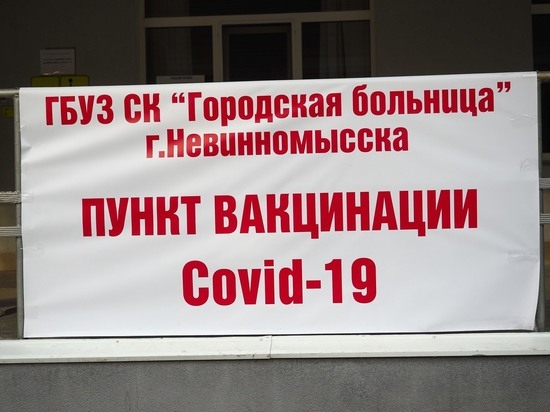 ГБУЗ СК “Городская больница”
г.Невинномысска
ПУНКТ ВАКЦИНАЦИИ
Covid-19